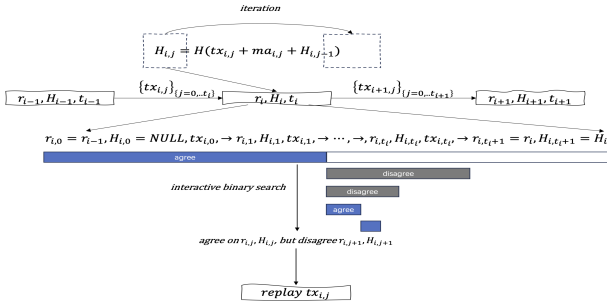 iteration
H_{i,j} = H(tx_{i,j} + ma_{i,j} + H_{i,j-1})
r_{i-1}, H_{i-1}, t_{i-1}
{tx_{i,j}}_{{j=0,..t_i}}
r_i, H_i, t_i
{tx_{i+1,j}}_{{j=0,..t_{i+1}}}
r_{i+1}, H_{i+1}, t_{i+1}
r_{i,0} = r_{i-1}, H_{i,0} = NULL, tx_{i,0}, → r_{i,1}, H_{i,1}, tx_{i,1}, → ⋯, →, r_{i,t_i}, H_{i,t_i}, tx_{i,t_i}, → r_{i,t_i+1} = r_i, H_{i,t_i+1} = H_i
agree
disagree
interactive binary search
disagree
agree
agree on r_{i,j}, H_{i,j}, but disagree r_{i,j+1}, H_{i,j+1}
replay tx_{i,j}